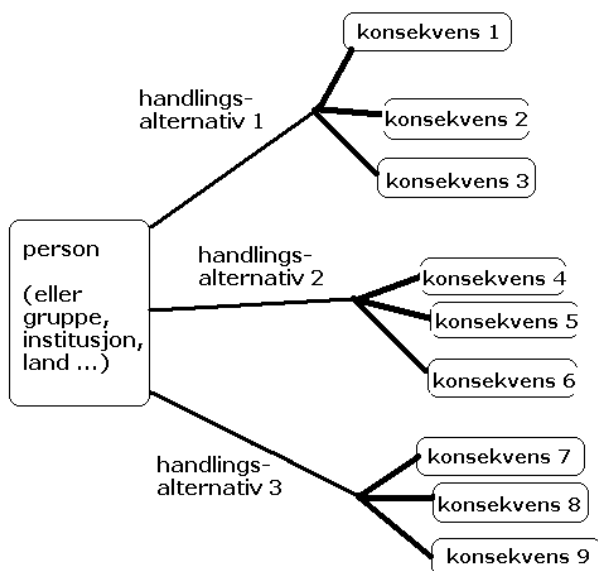 person
(eller
gruppe,
institusjon,
land ...)
handlings-
alternativ 1
konsekvens 1
konsekvens 2
konsekvens 3
handlings-
alternativ 2
konsekvens 4
konsekvens 5
konsekvens 6
handlings-
alternativ 3
konsekvens 7
konsekvens 8
konsekvens 9